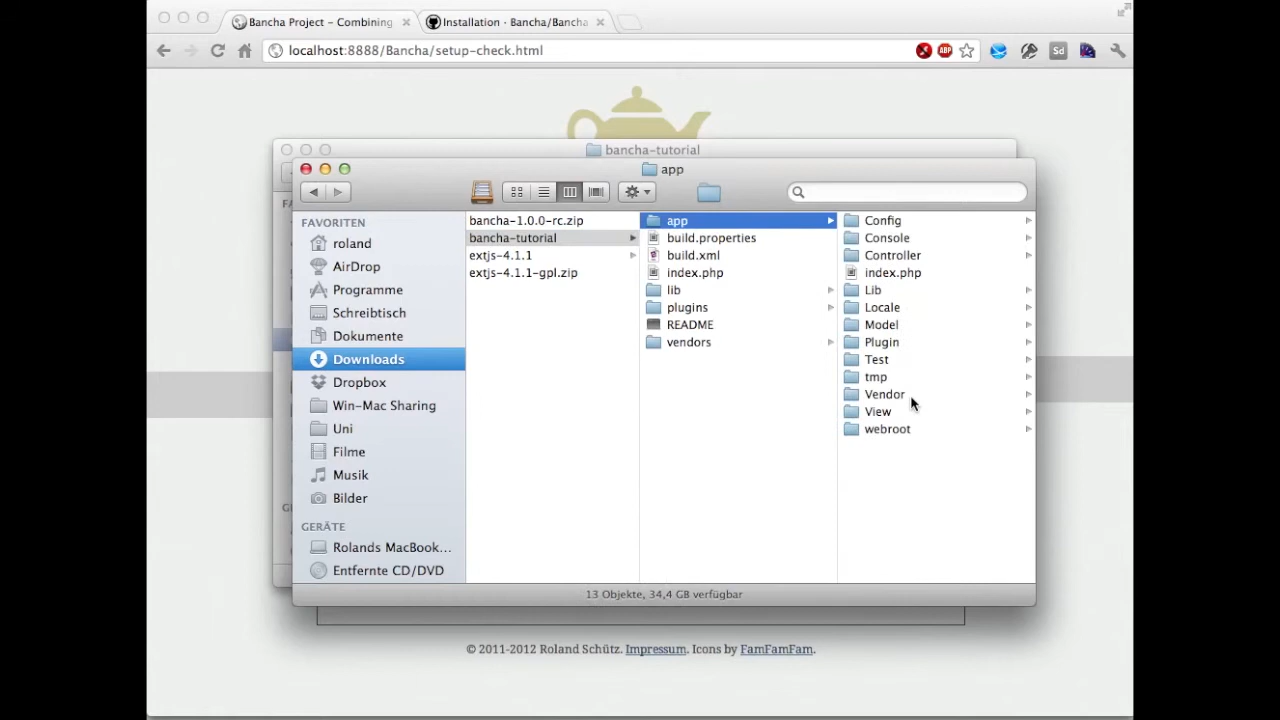 Bancha Project – Combining
Installation · Bancha/Bancha
localhost:8888/Bancha/setup-check.html
ABP
Sd
bancha-tutorial
app
FAVORITEN
roland
AirDrop
Programme
Schreibtisch
Dokumente
Downloads
Dropbox
Win-Mac Sharing
Uni
Filme
Musik
Bilder
GERÄTE
Rolands MacBook...
Entfernte CD/DVD
bancha-1.0.0-rc.zip
bancha-tutorial
extjs-4.1.1
extjs-4.1.1-gpl.zip
app
build.properties
build.xml
index.php
lib
plugins
README
vendors
Config
Console
Controller
index.php
Lib
Locale
Model
Plugin
Test
tmp
Vendor
View
webroot
13 Objekte, 34,4 GB verfügbar
© 2011-2012 Roland Schütz. Impressum. Icons by FamFamFam.